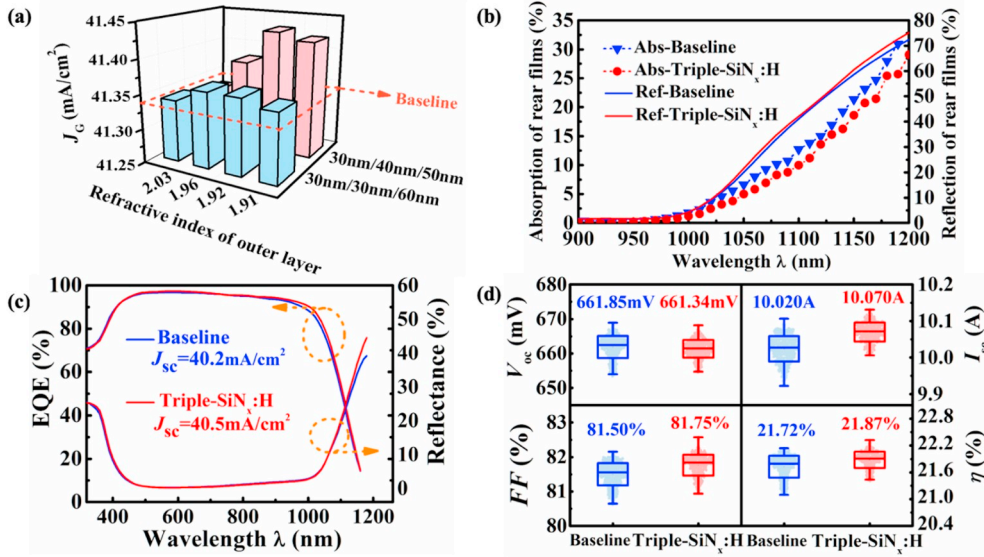 (a)
41.45
41.40
41.35
41.30
41.25
J_G (mA/cm²)
Baseline
2.03
1.96
1.92
1.91
Refractive index of outer layer
30nm/40nm/50nm
30nm/30nm/60nm
(b)
Absorption of rear films (%)
35
30
25
20
15
10
5
0
Abs-Baseline
Abs-Triple-SiNₓ:H
Ref-Baseline
Ref-Triple-SiNₓ:H
80
70
60
50
40
30
20
10
0
Reflection of rear films (%)
900 950 1000 1050 1100 1150 1200
Wavelength λ (nm)
(c)
EQE (%)
100
80
60
40
20
0
Baseline
J_sc=40.2mA/cm²
Triple-SiNₓ:H
J_sc=40.5mA/cm²
60
50
40
30
20
10
0
Reflectance (%)
400 600 800 1000 1200
Wavelength λ (nm)
(d)
V_oc (mV)
680
670
660
650
661.85mV 661.34mV
10.020A 10.070A
10.2
10.1
10.0
9.9
(A)
FF (%)
83
82
81
80
81.50% 81.75%
21.72% 21.87%
22.8
22.2
21.6
21.0
20.4
η (%)
Baseline Triple-SiNₓ:H Baseline Triple-SiNₓ:H